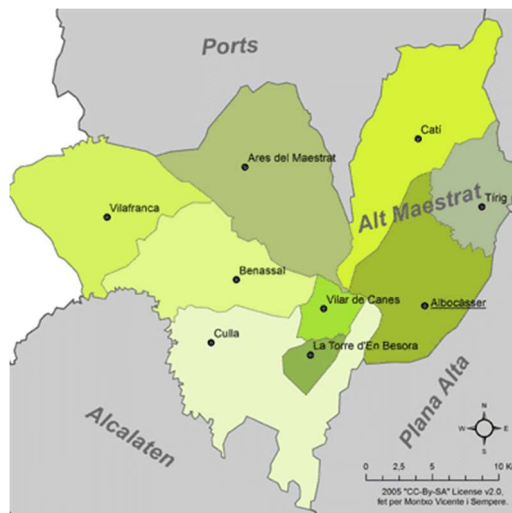 Ports
Catí
Ares del Maestrat
Tírig
Alt Maestrat
Vilafranca
Benassal
Vilar de Canes
Albocàsser
Culla
La Torre d'En Besora
Plana Alta
Alcalaten
N
W E
S
0 2,5 5 10 K
2005 "CC-By-SA" License v2.0,
fet per Montxo Vicente i Sempere.